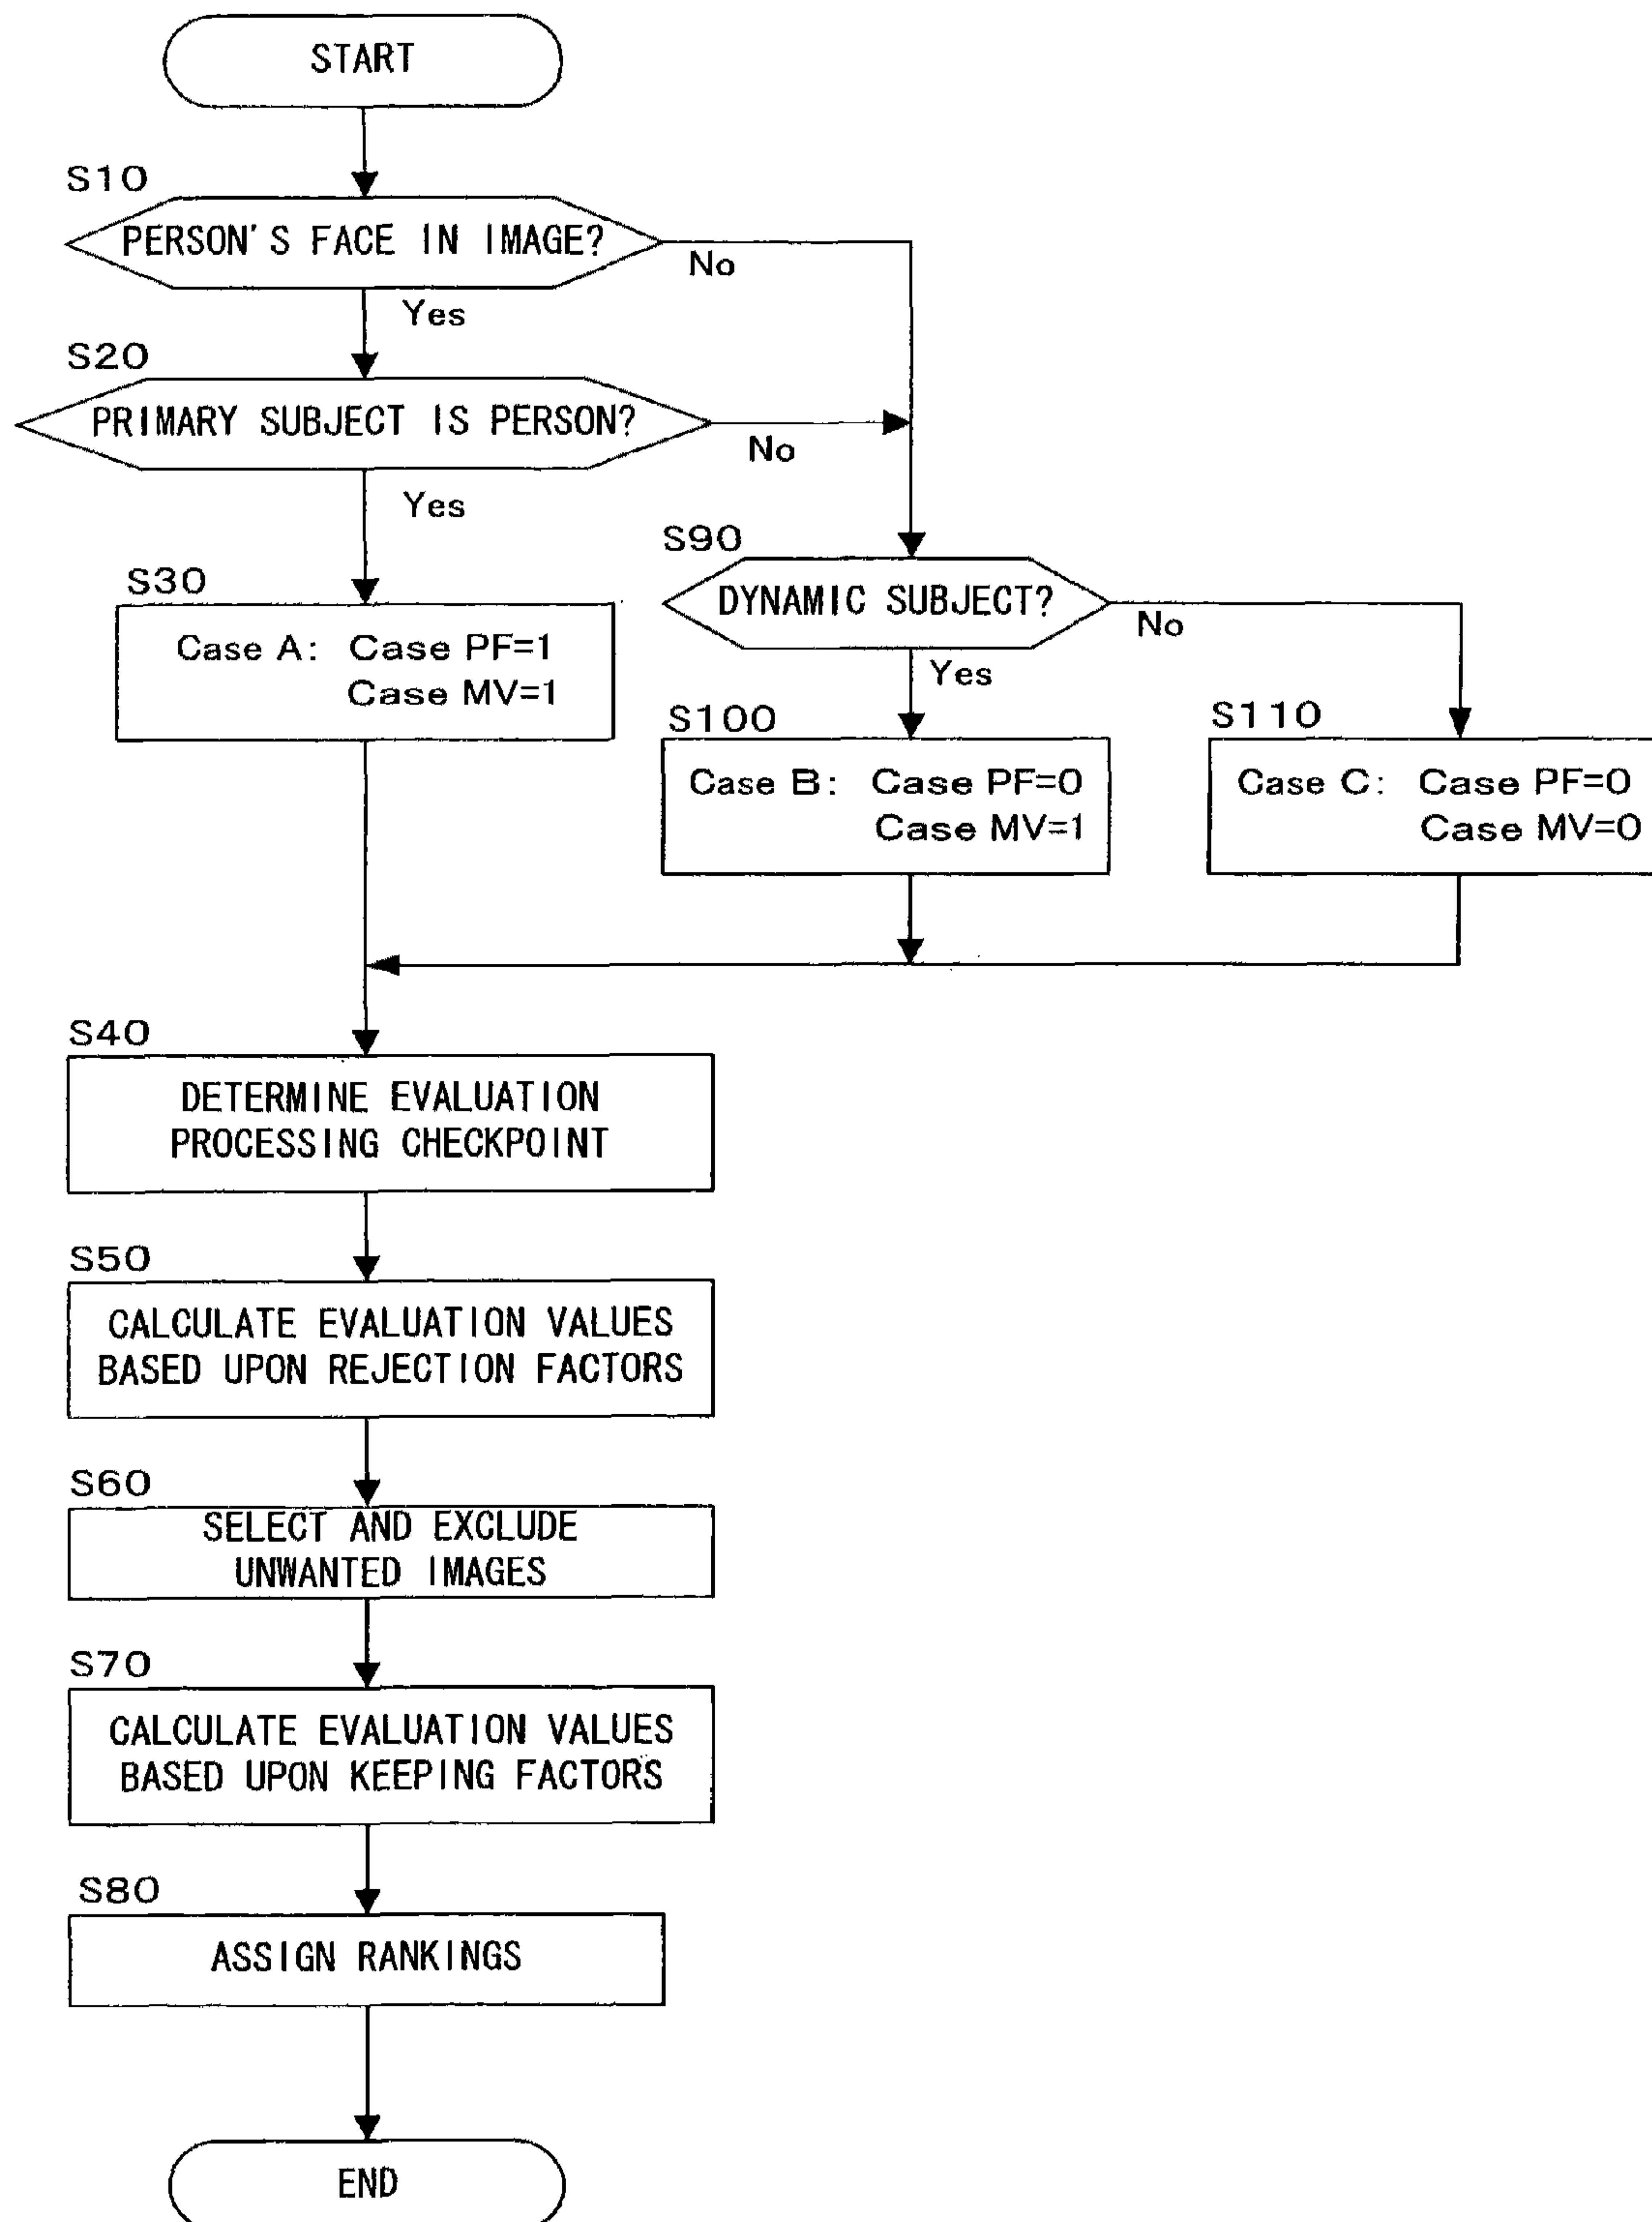 START
S10
PERSON'S FACE IN IMAGE?
No
Yes
S20
PRIMARY SUBJECT IS PERSON?
No
Yes
S90
DYNAMIC SUBJECT?
No
Yes
S30
Case A: Case PF=1
Case MV=1
S100
Case B: Case PF=0
Case MV=1
S110
Case C: Case PF=0
Case MV=0
S40
DETERMINE EVALUATION
PROCESSING CHECKPOINT
S50
CALCULATE EVALUATION VALUES
BASED UPON REJECTION FACTORS
S60
SELECT AND EXCLUDE
UNWANTED IMAGES
S70
CALCULATE EVALUATION VALUES
BASED UPON KEEPING FACTORS
S80
ASSIGN RANKINGS
END